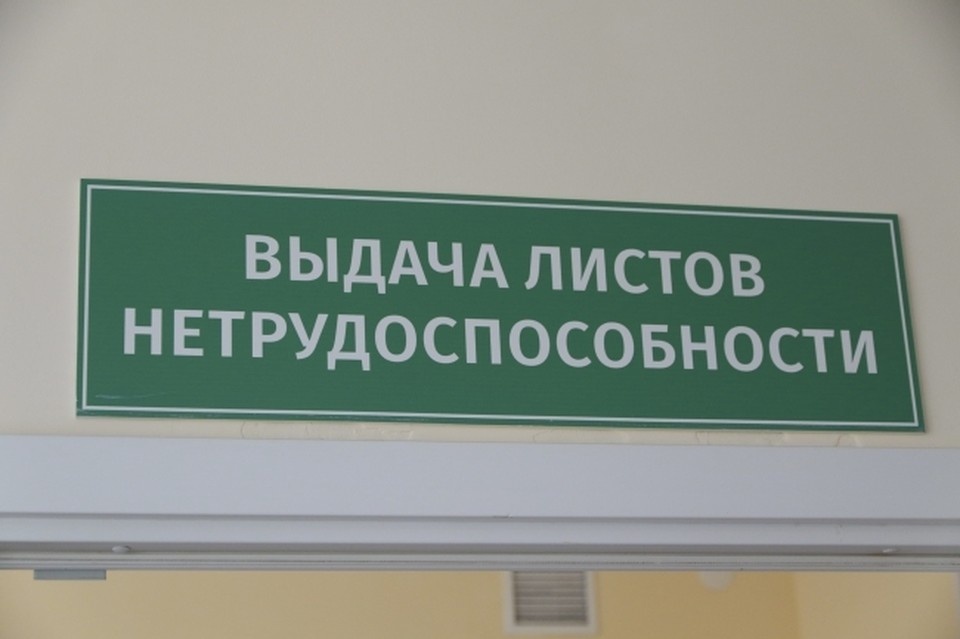 ВЫДАЧА ЛИСТОВ
НЕТРУДОСПОСОБНОСТИ